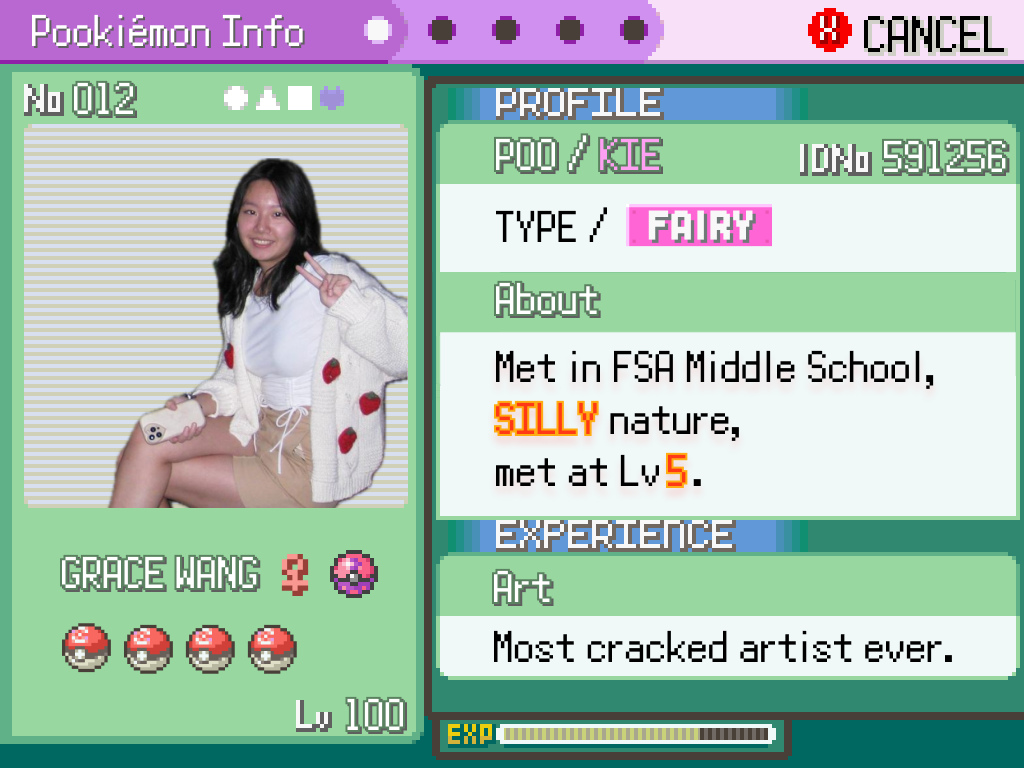 Pookiémon Info
CANCEL
No 012
PROFILE
POO / KIE
IDNo 591256
TYPE / FAIRY
About
Met in FSA Middle School,
SILLY nature,
met at Lv 5.
EXPERIENCE
Art
Most cracked artist ever.
GRACE WANG ♀
Lv 100
EXP